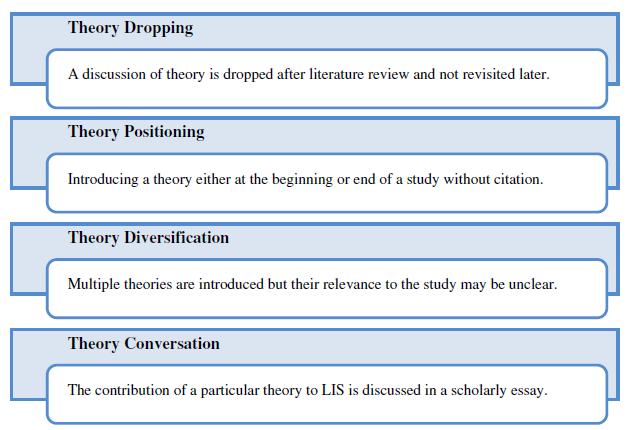 Theory Dropping
A discussion of theory is dropped after literature review and not revisited later.
Theory Positioning
Introducing a theory either at the beginning or end of a study without citation.
Theory Diversification
Multiple theories are introduced but their relevance to the study may be unclear.
Theory Conversation
The contribution of a particular theory to LIS is discussed in a scholarly essay.